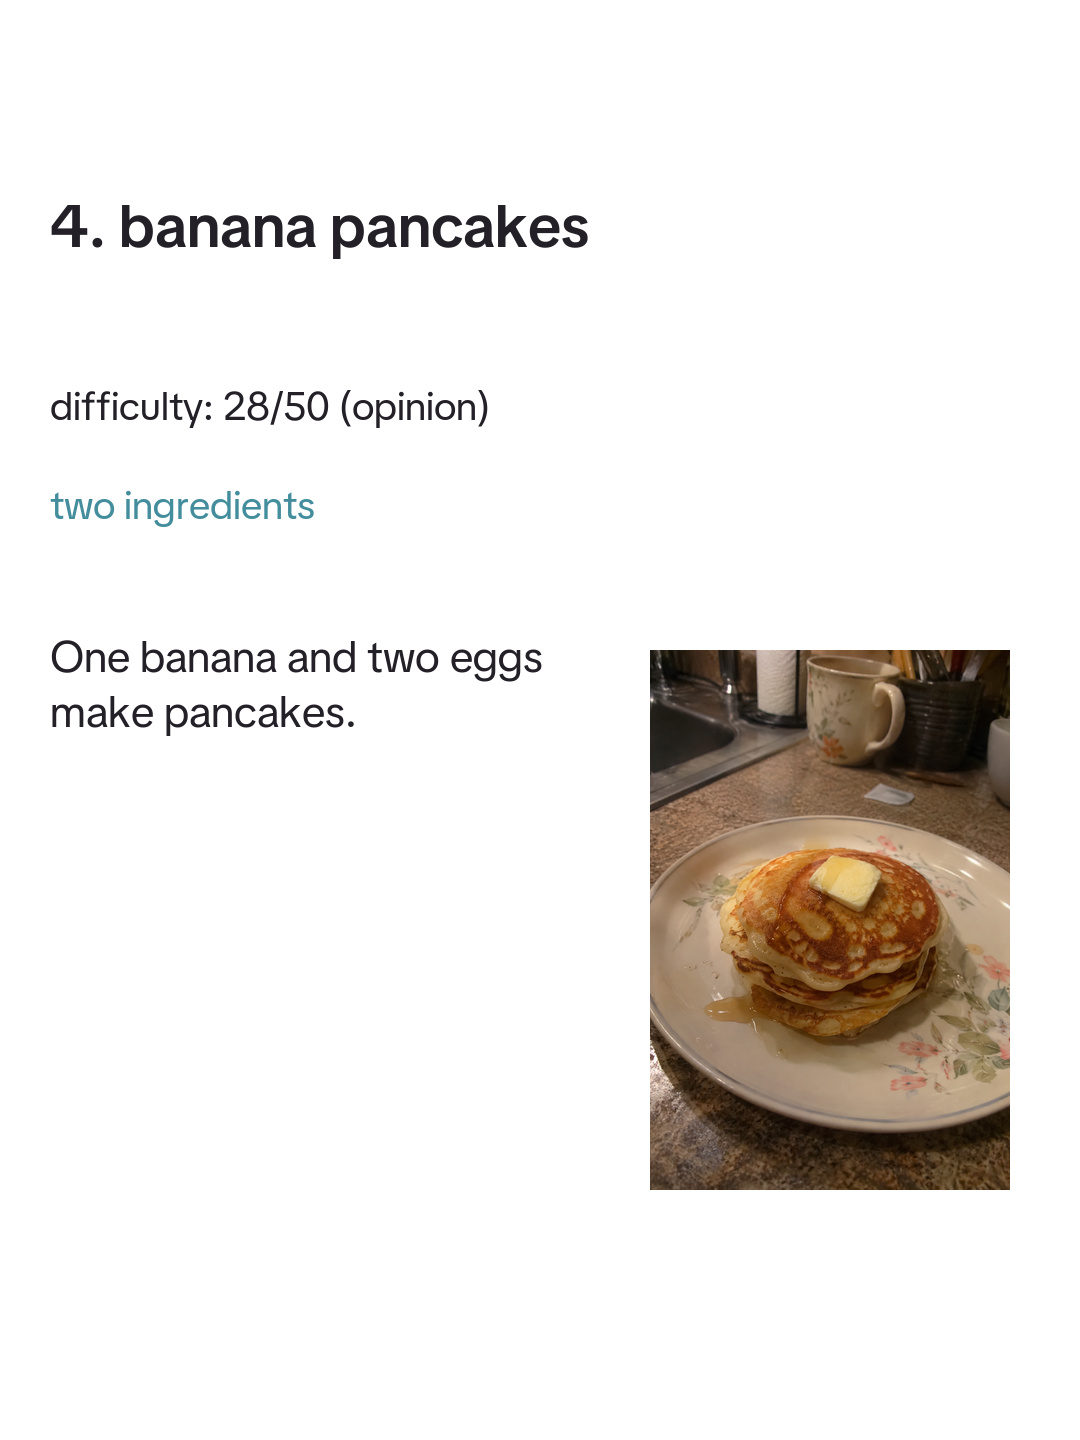 4. banana pancakes
difficulty: 28/50 (opinion)
two ingredients
One banana and two eggs
make pancakes.